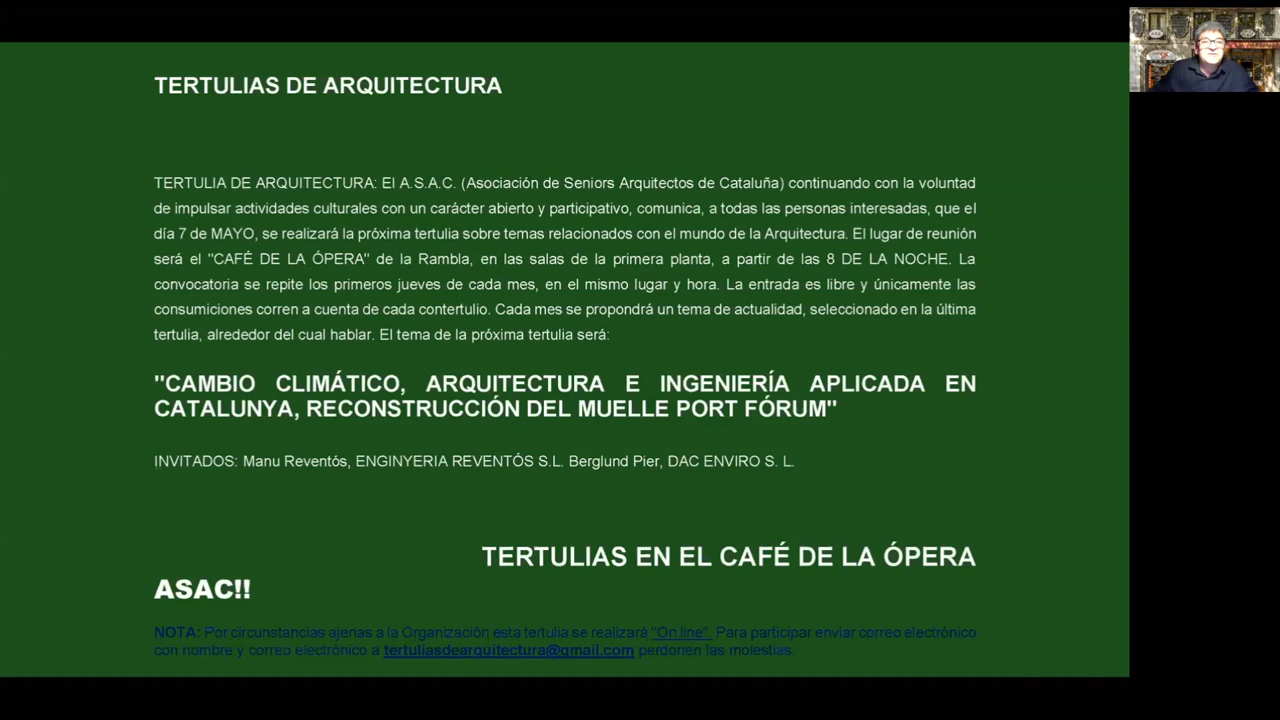 TERTULIAS DE ARQUITECTURA
TERTULIA DE ARQUITECTURA: El A.S.A.C. (Asociación de Seniors Arquitectos de Cataluña) continuando con la voluntad
de impulsar actividades culturales con un carácter abierto y participativo, comunica, a todas las personas interesadas, que el
día 7 de MAYO, se realizará la próxima tertulia sobre temas relacionados con el mundo de la Arquitectura. El lugar de reunión
será el "CAFÉ DE LA ÓPERA" de la Rambla, en las salas de la primera planta, a partir de las 8 DE LA NOCHE. La
convocatoria se repite los primeros jueves de cada mes, en el mismo lugar y hora. La entrada es libre y únicamente las
consumiciones corren a cuenta de cada contertulio. Cada mes se propondrá un tema de actualidad, seleccionado en la última
tertulia, alrededor del cual hablar. El tema de la próxima tertulia será:
"CAMBIO CLIMÁTICO, ARQUITECTURA E INGENIERÍA APLICADA EN
CATALUNYA, RECONSTRUCCIÓN DEL MUELLE PORT FÓRUM"
INVITADOS: Manu Reventós, ENGINYERIA REVENTÓS S.L. Berglund Pier, DAC ENVIRO S. L.
TERTULIAS EN EL CAFÉ DE LA ÓPERA
ASAC!!
NOTA: Por circunstancias ajenas a la Organización esta tertulia se realizará "On line". Para participar enviar correo electrónico
con nombre y correo electrónico a tertuliasdearquitectura@gmail.com perdonen las molestias.